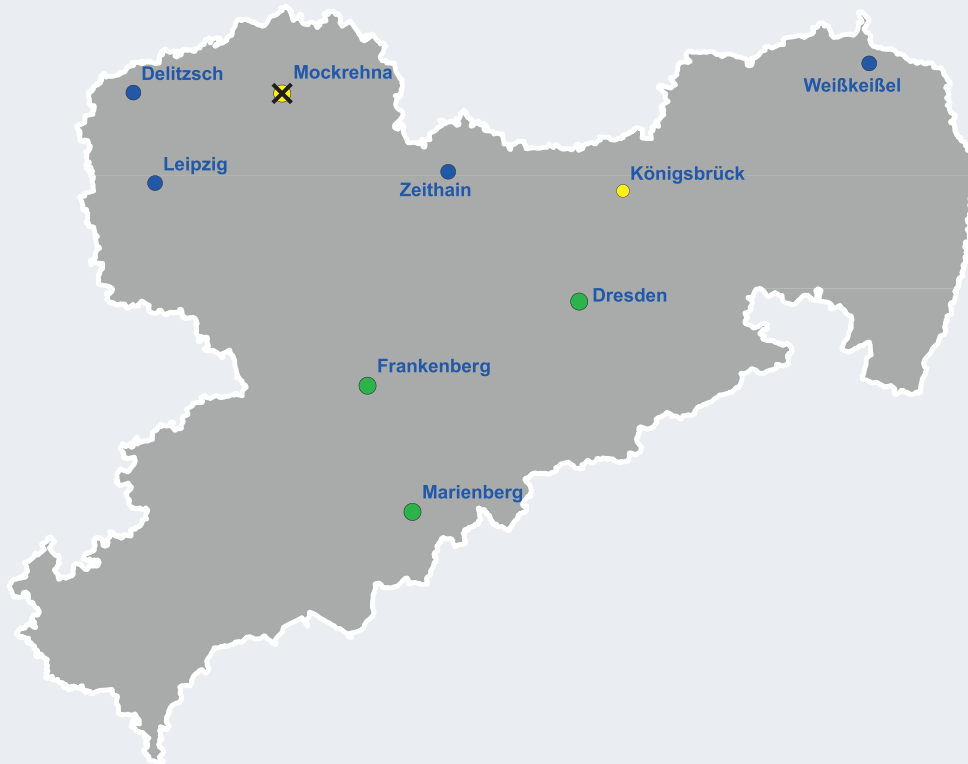 Delitzsch
Mockrehna
Weißkeißel
Leipzig
Zeithain
Königsbrück
Dresden
Frankenberg
Marienberg